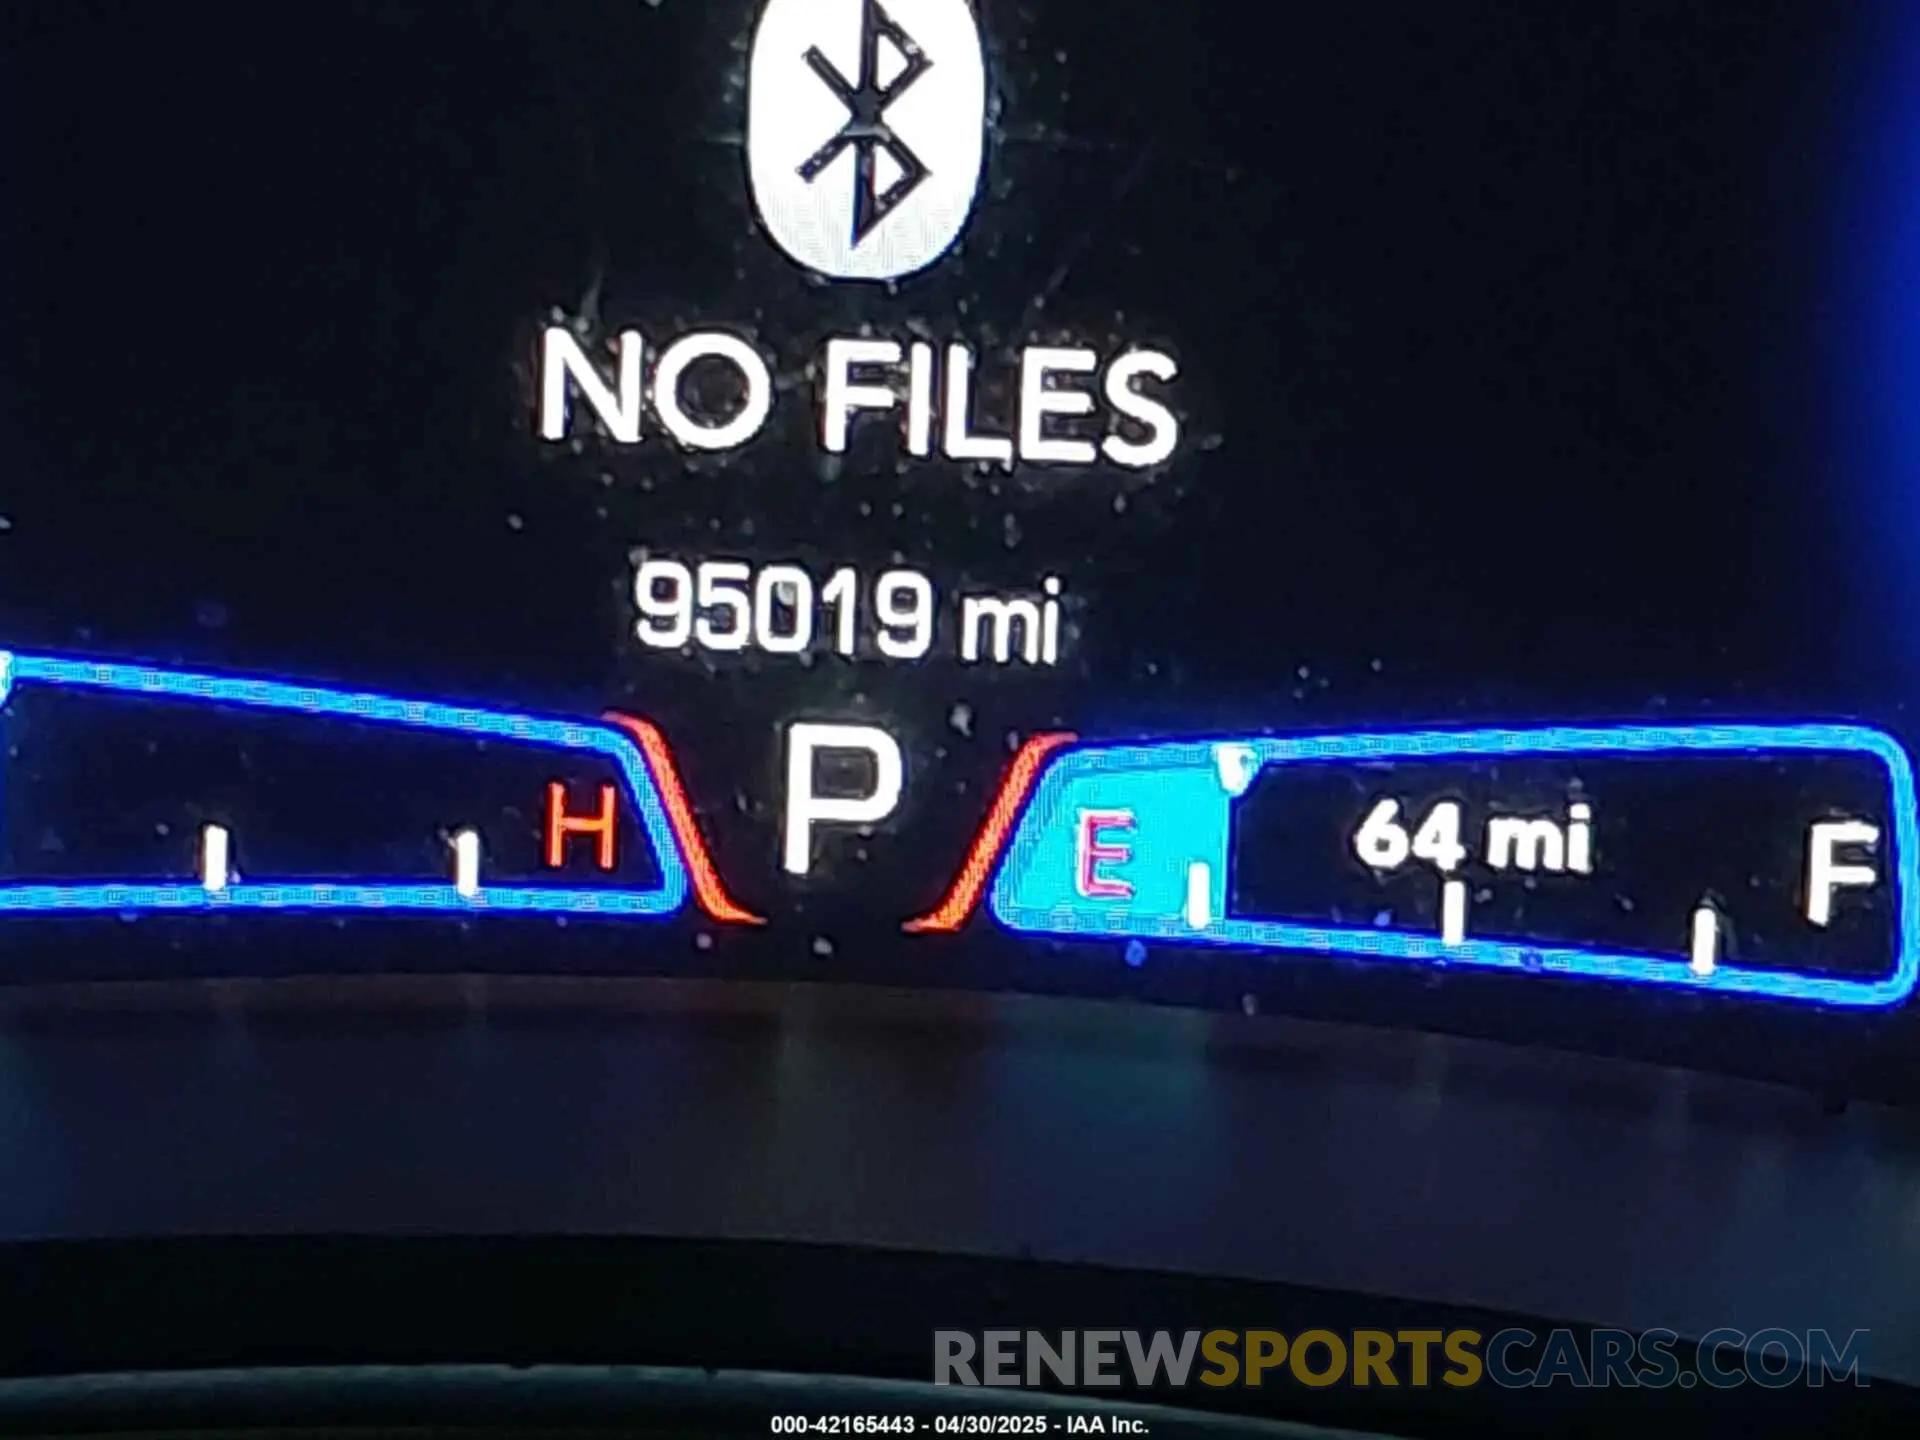 NO FILES
95019 mi
H P E 64 mi F
RENEWSPORTSCARS.COM
000-42165443 - 04/30/2025 - IAA Inc.